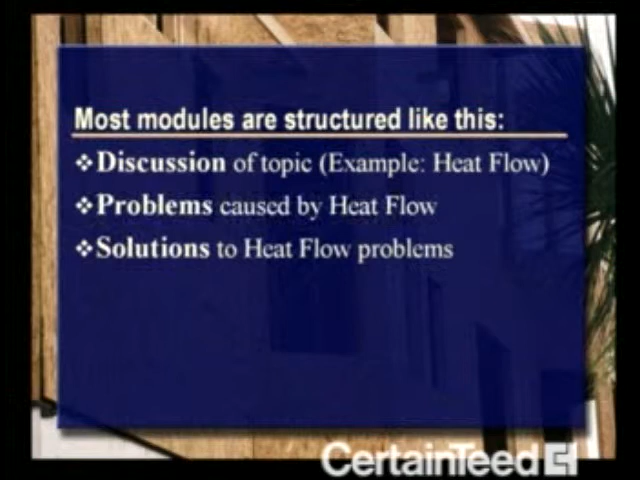 Most modules are structured like this:
❖Discussion of topic (Example: Heat Flow)
❖Problems caused by Heat Flow
❖Solutions to Heat Flow problems
CertainTeed